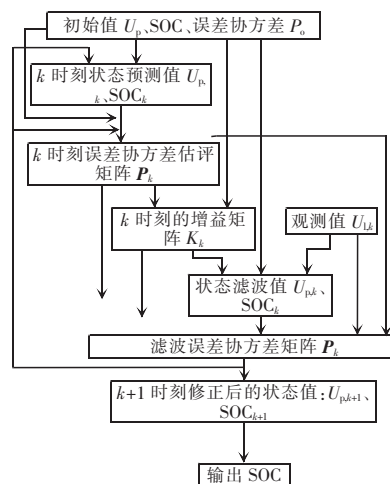 初始值 Up、SOC、误差协方差 Po
k 时刻状态预测值 Up,
k、SOCk
k 时刻误差协方差估评
矩阵 Pk
k 时刻的增益矩
阵 Kk
观测值 UL,k
状态滤波值 Up,k、
SOCk
滤波误差协方差矩阵 Pk
k+1 时刻修正后的状态值:Up,k+1、
SOCk+1
输出 SOC